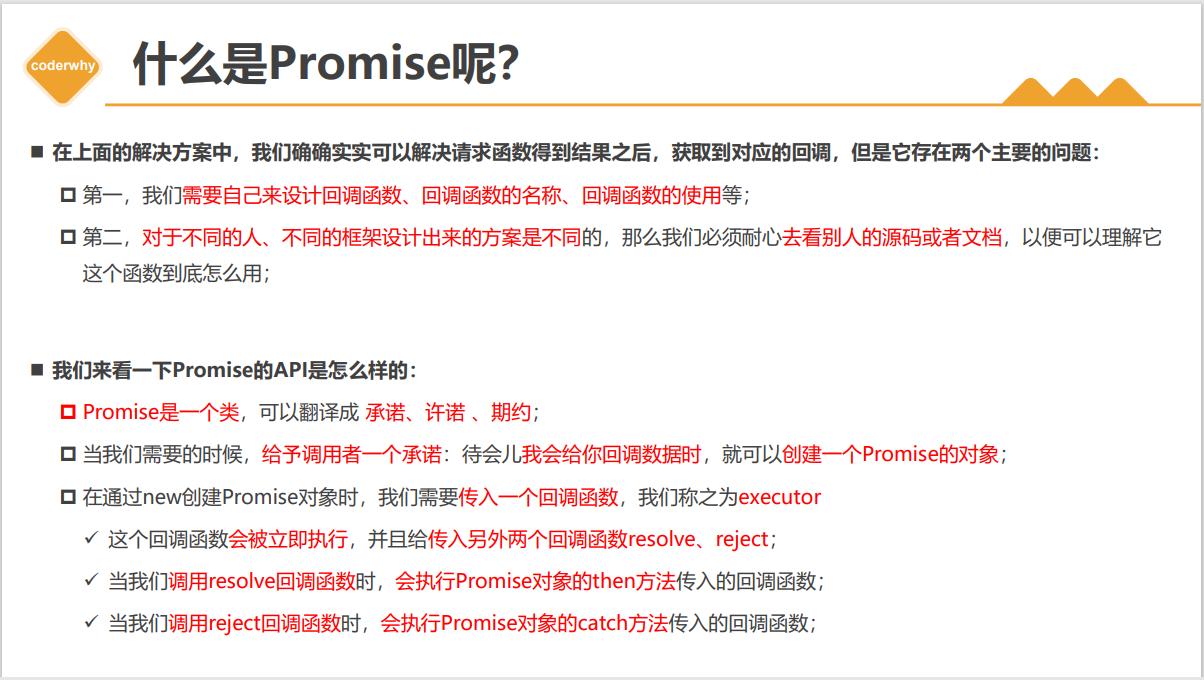 coderwhy
什么是Promise呢？
在上面的解决方案中，我们确确实实可以解决请求函数得到结果之后，获取到对应的回调，但是它存在两个主要的问题：
第一，我们需要自己来设计回调函数、回调函数的名称、回调函数的使用等；
第二，对于不同的人、不同的框架设计出来的方案是不同的，那么我们必须耐心去看别人的源码或者文档，以便可以理解它
这个函数到底怎么用；
我们来看一下Promise的API是怎么样的：
Promise是一个类，可以翻译成 承诺、许诺 、期约；
当我们需要的时候，给予调用者一个承诺：待会儿我会给你回调数据时，就可以创建一个Promise的对象；
在通过new创建Promise对象时，我们需要传入一个回调函数，我们称之为executor
✓ 这个回调函数会被立即执行，并且给传入另外两个回调函数resolve、reject；
✓ 当我们调用resolve回调函数时，会执行Promise对象的then方法传入的回调函数；
✓ 当我们调用reject回调函数时，会执行Promise对象的catch方法传入的回调函数；